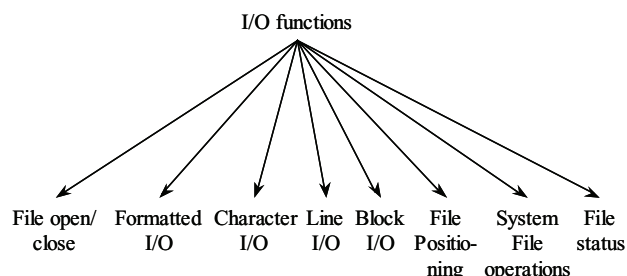 I/O functions
File open/
close
Formatted
I/O
Character
I/O
Line
I/O
Block
I/O
File
Positio-
ning
System
File
operations
File
status